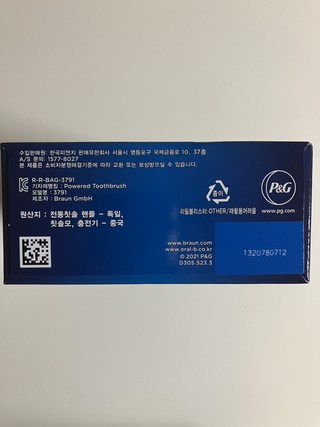 수입판매원: 한국피앤지 판매유한회사 서울시 영등포구 국제금융로 10, 37층
A/S 문의: 1577-8027
본 제품은 소비자분쟁해결기준에 따라 교환 또는 보상받으실 수 있습니다.
R-R-BAG-3791
기자재명칭 : Powered Toothbrush
모델명 : 3791
제조자 : Braun GmbH
원산지 : 전동칫솔 핸들 - 독일,
칫솔모, 충전기 - 중국
종이
리필블리스터: OTHER/재활용어려움
P&G
www.pg.com
www.braun.com
www.oral-b.co.kr
© 2021 P&G
D305.523.3
1320780712